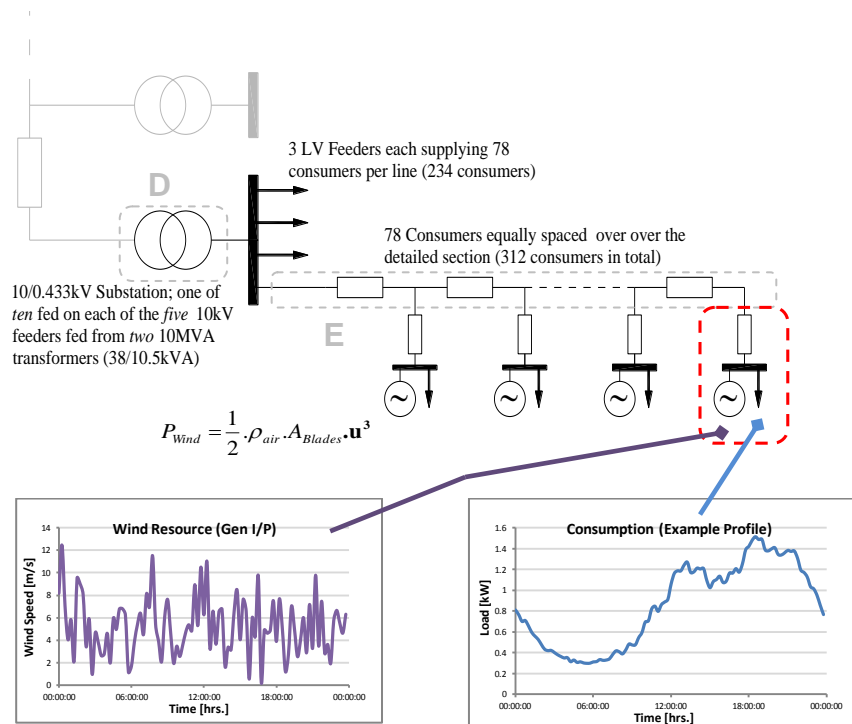 3 LV Feeders each supplying 78
consumers per line (234 consumers)
D
78 Consumers equally spaced over over the
detailed section (312 consumers in total)
10/0.433kV Substation; one of
ten fed on each of the five 10kV
feeders fed from two 10MVA
transformers (38/10.5kVA)
E
~ ~ ~ ~
P_Wind = 1/2 .ρ_air .A_Blades .u³
Wind Resource (Gen I/P)
Wind Speed [m/s]
14
12
10
8
6
4
2
0
00:00:00 06:00:00 12:00:00 18:00:00 00:00:00
Time [hrs.]
Consumption (Example Profile)
Load [kW]
1.6
1.4
1.2
1
0.8
0.6
0.4
0.2
0
00:00:00 06:00:00 12:00:00 18:00:00 00:00:00
Time [hrs.]